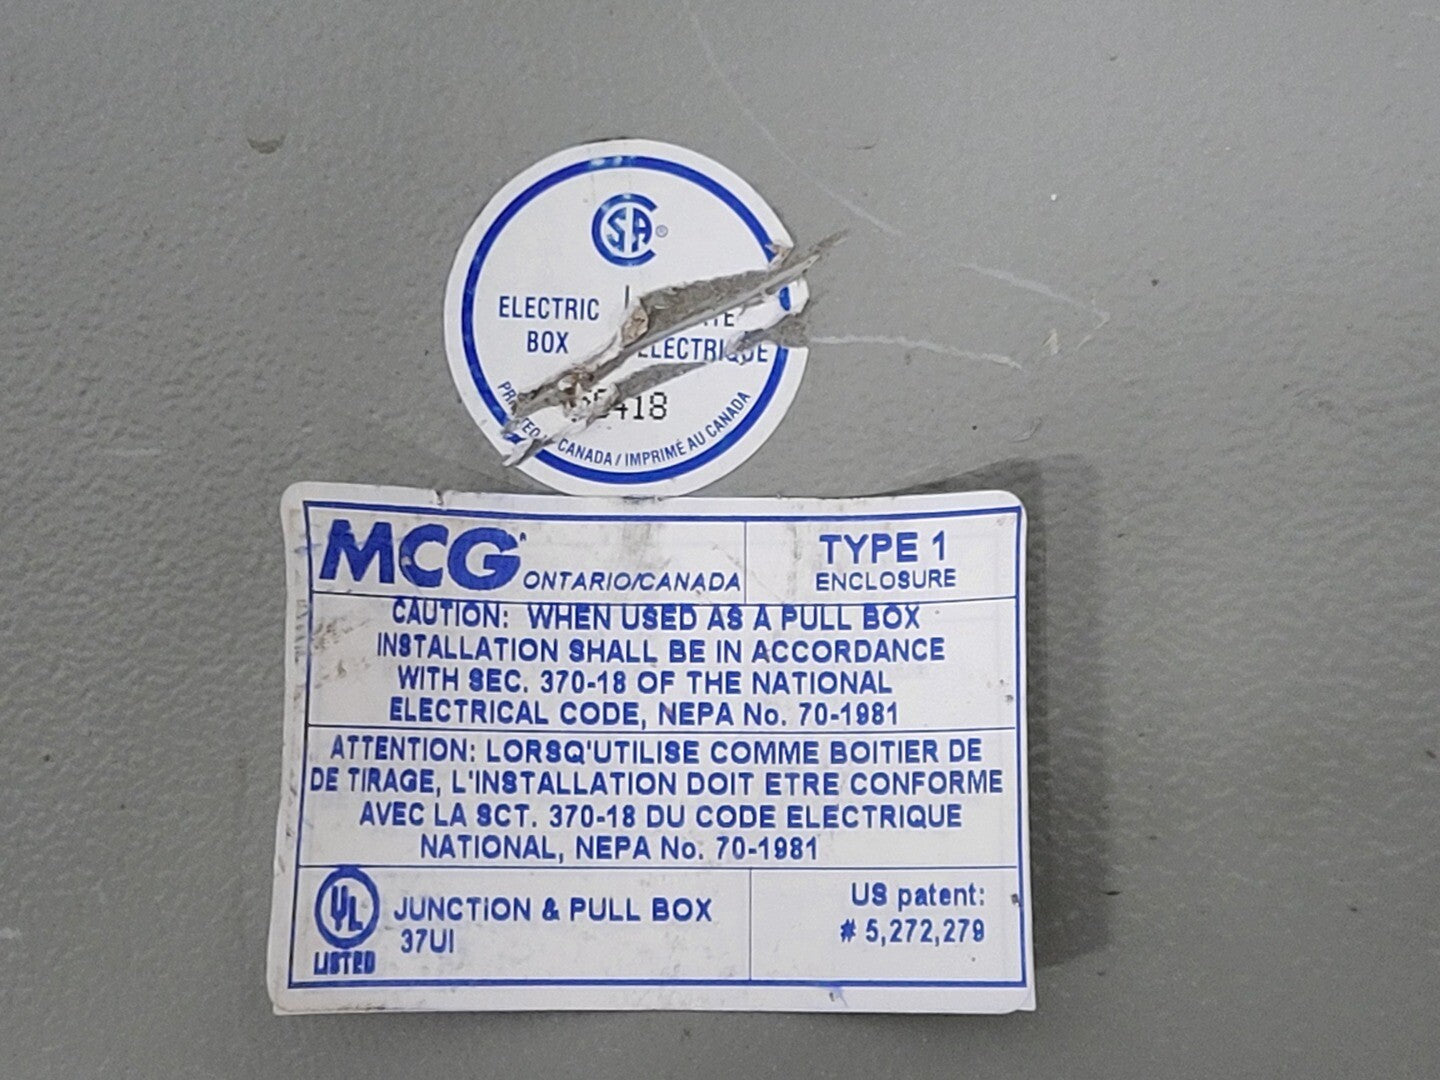 CSA®
ELECTRIC
BOX
ELECTRIQUE
CANADA / IMPRIMÉ AU CANADA
MCG
ONTARIO/CANADA
TYPE 1
ENCLOSURE
CAUTION: WHEN USED AS A PULL BOX
INSTALLATION SHALL BE IN ACCORDANCE
WITH SEC. 370-18 OF THE NATIONAL
ELECTRICAL CODE, NEPA No. 70-1981
ATTENTION: LORSQ'UTILISE COMME BOITIER DE
DE TIRAGE, L'INSTALLATION DOIT ETRE CONFORME
AVEC LA SCT. 370-18 DU CODE ELECTRIQUE
NATIONAL, NEPA No. 70-1981
UL
LISTED
JUNCTION & PULL BOX
37UI
US patent:
# 5,272,279